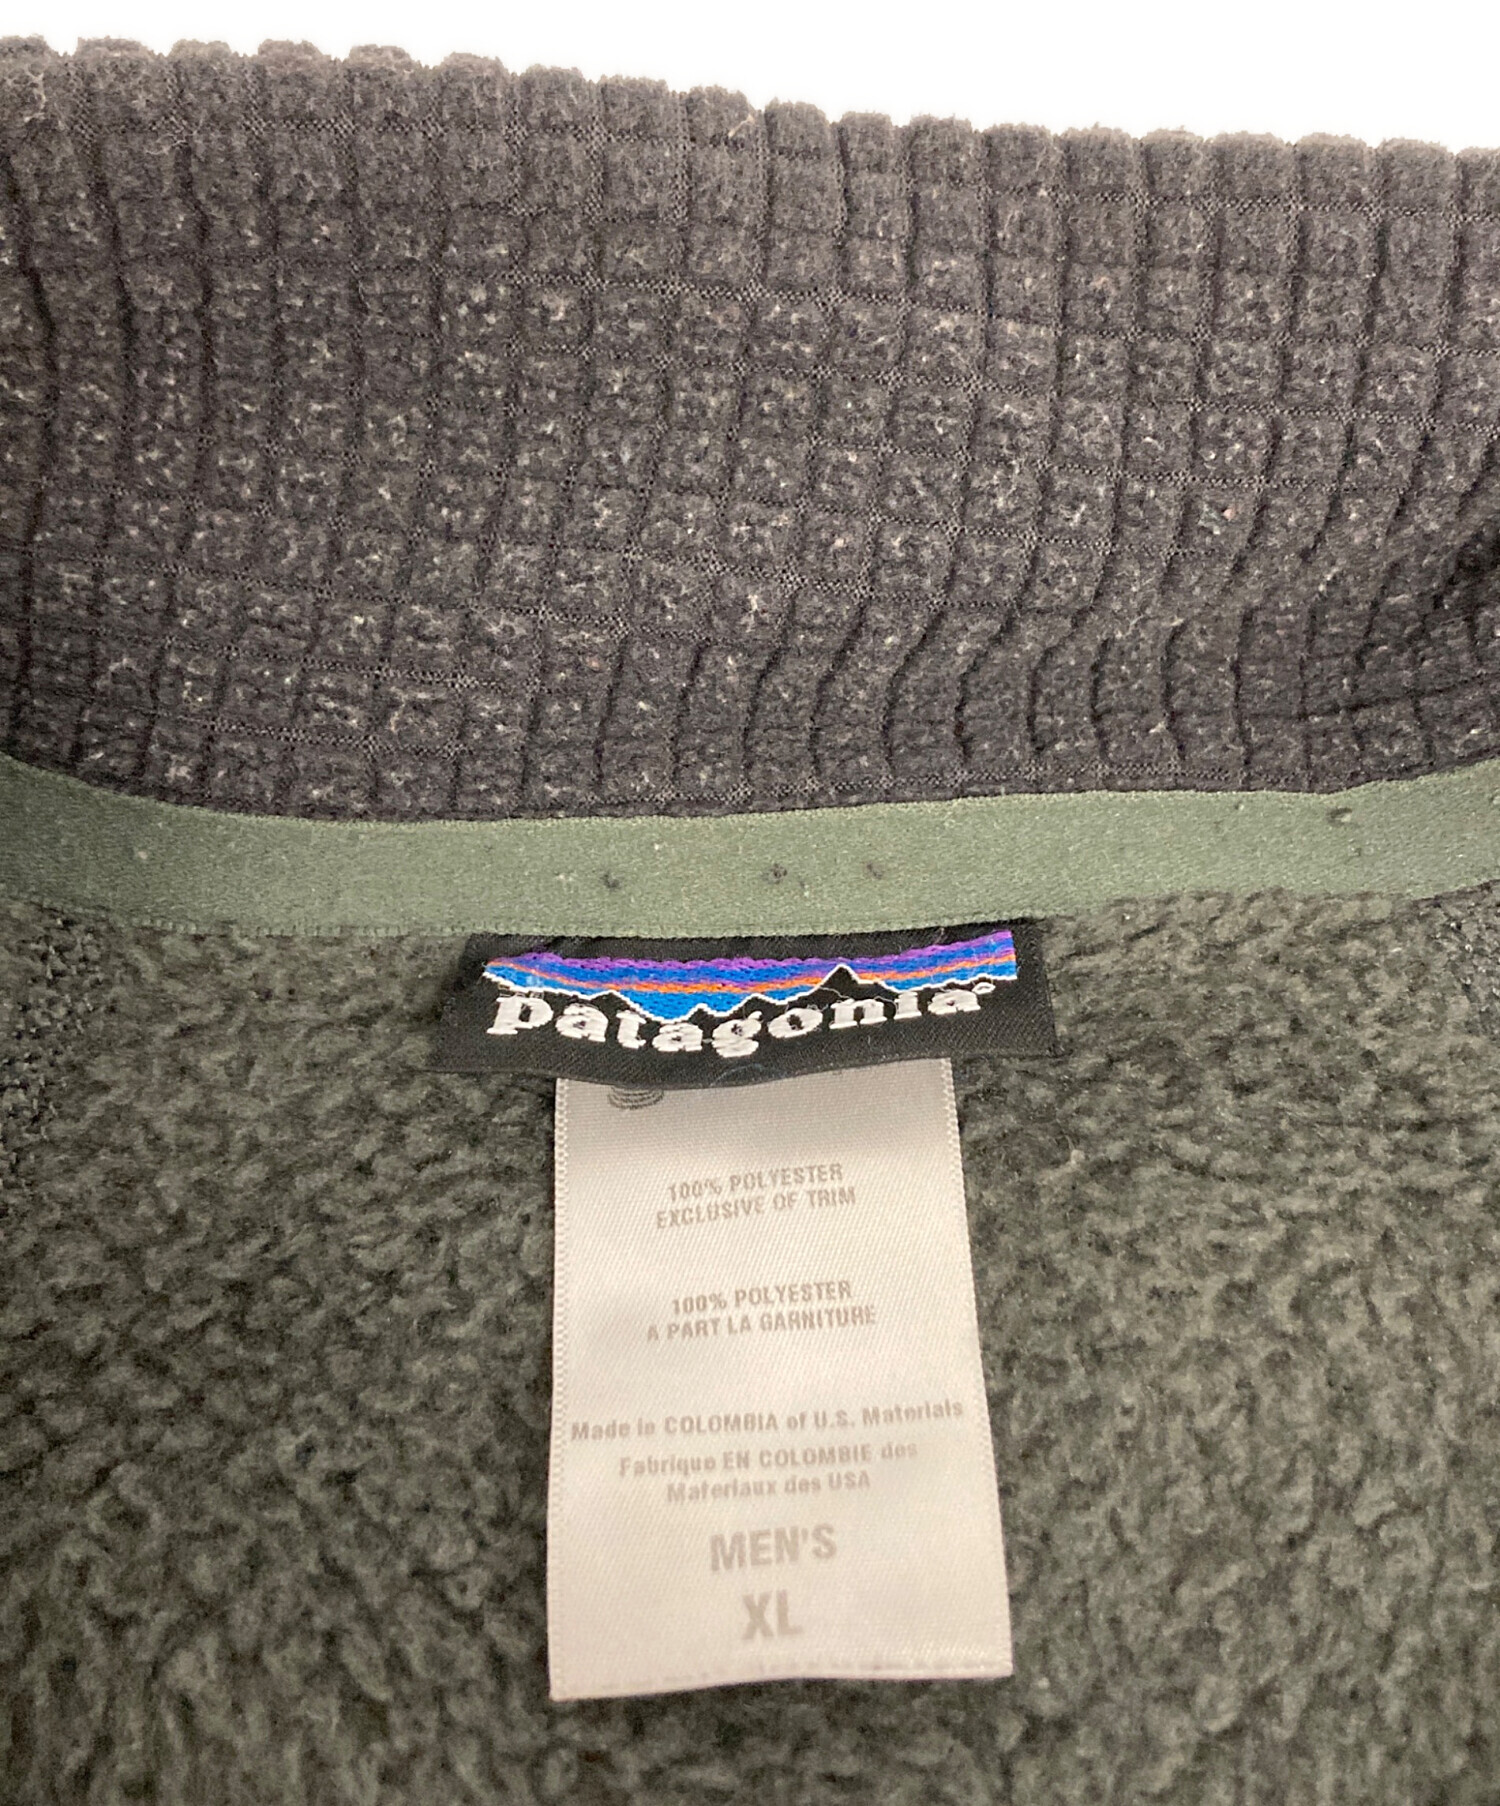 patagonia®
100% POLYESTER
EXCLUSIVE OF TRIM
100% POLYESTER
A PART LA GARNITURE
Made in COLOMBIA of U.S. Materials
Fabrique EN COLOMBIE des
Materiaux des USA
MEN'S
XL